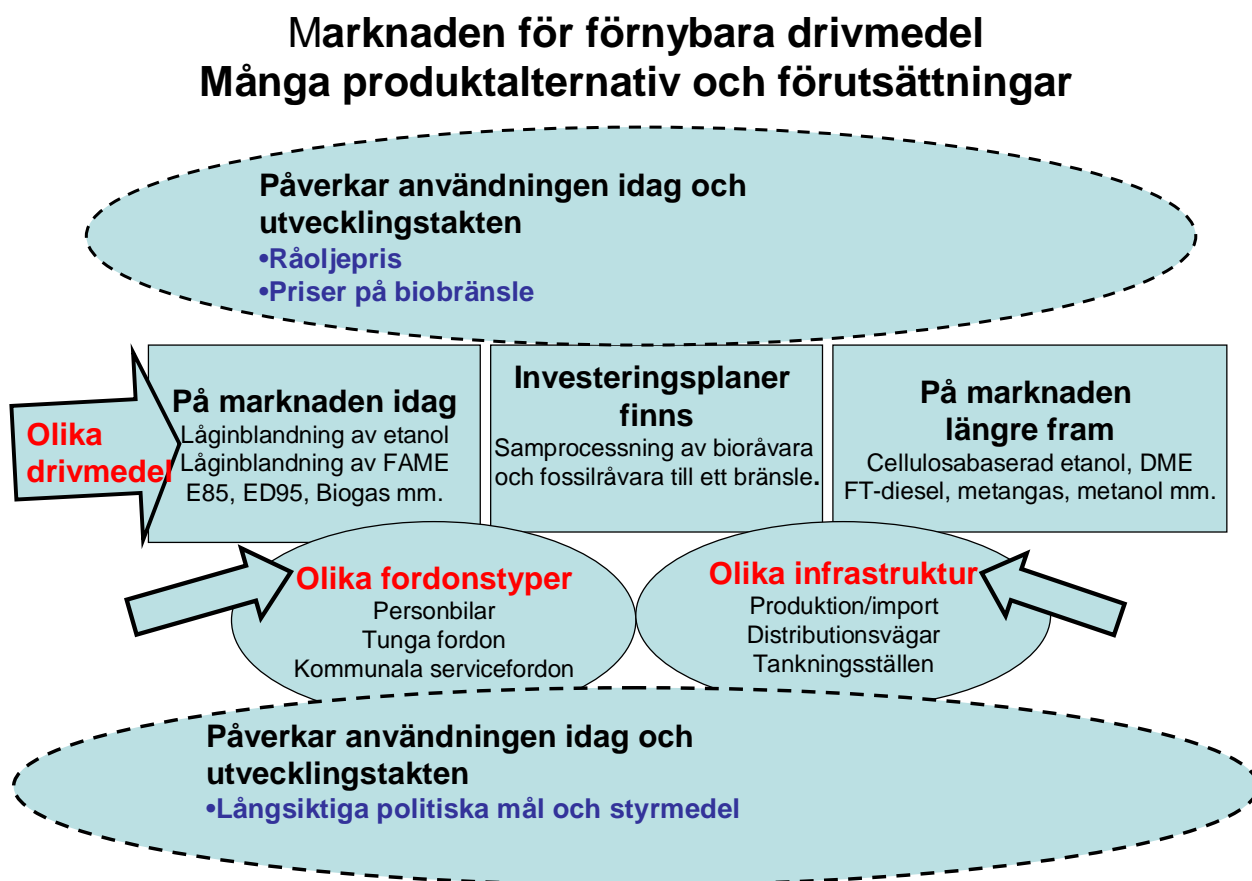 Marknaden för förnybara drivmedel
Många produktalternativ och förutsättningar
Påverkar användningen idag och
utvecklingstakten
•Råoljepris
•Priser på biobränsle
Olika
drivmedel
På marknaden idag
Låginblandning av etanol
Låginblandning av FAME
E85, ED95, Biogas mm.
Investeringsplaner
finns
Samprocessning av bioråvara
och fossilråvara till ett bränsle.
På marknaden
längre fram
Cellulosabaserad etanol, DME
FT-diesel, metangas, metanol mm.
Olika fordonstyper
Personbilar
Tunga fordon
Kommunala servicefordon
Olika infrastruktur
Produktion/import
Distributionsvägar
Tankningsställen
Påverkar användningen idag och
utvecklingstakten
•Långsiktiga politiska mål och styrmedel